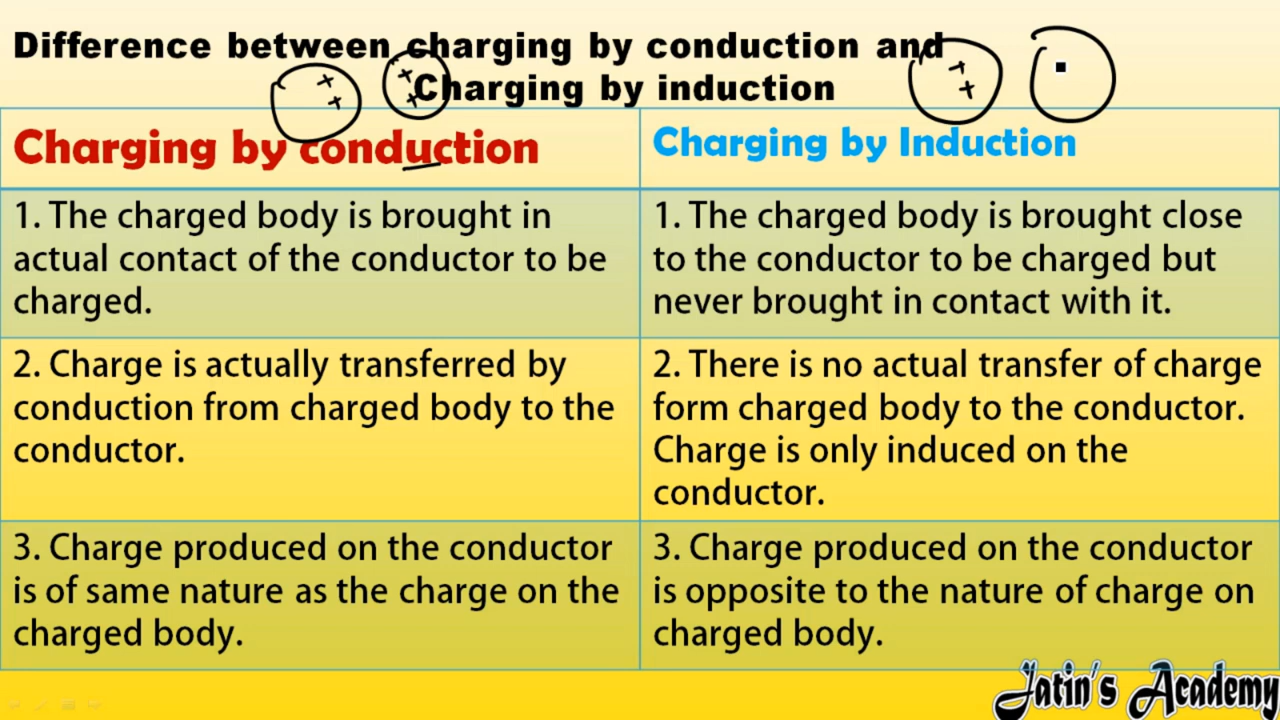 Difference between charging by conduction and
Charging by induction
Charging by conduction
Charging by Induction
1. The charged body is brought in
actual contact of the conductor to be
charged.
1. The charged body is brought close
to the conductor to be charged but
never brought in contact with it.
2. Charge is actually transferred by
conduction from charged body to the
conductor.
2. There is no actual transfer of charge
form charged body to the conductor.
Charge is only induced on the
conductor.
3. Charge produced on the conductor
is of same nature as the charge on the
charged body.
3. Charge produced on the conductor
is opposite to the nature of charge on
charged body.
Jatin's Academy